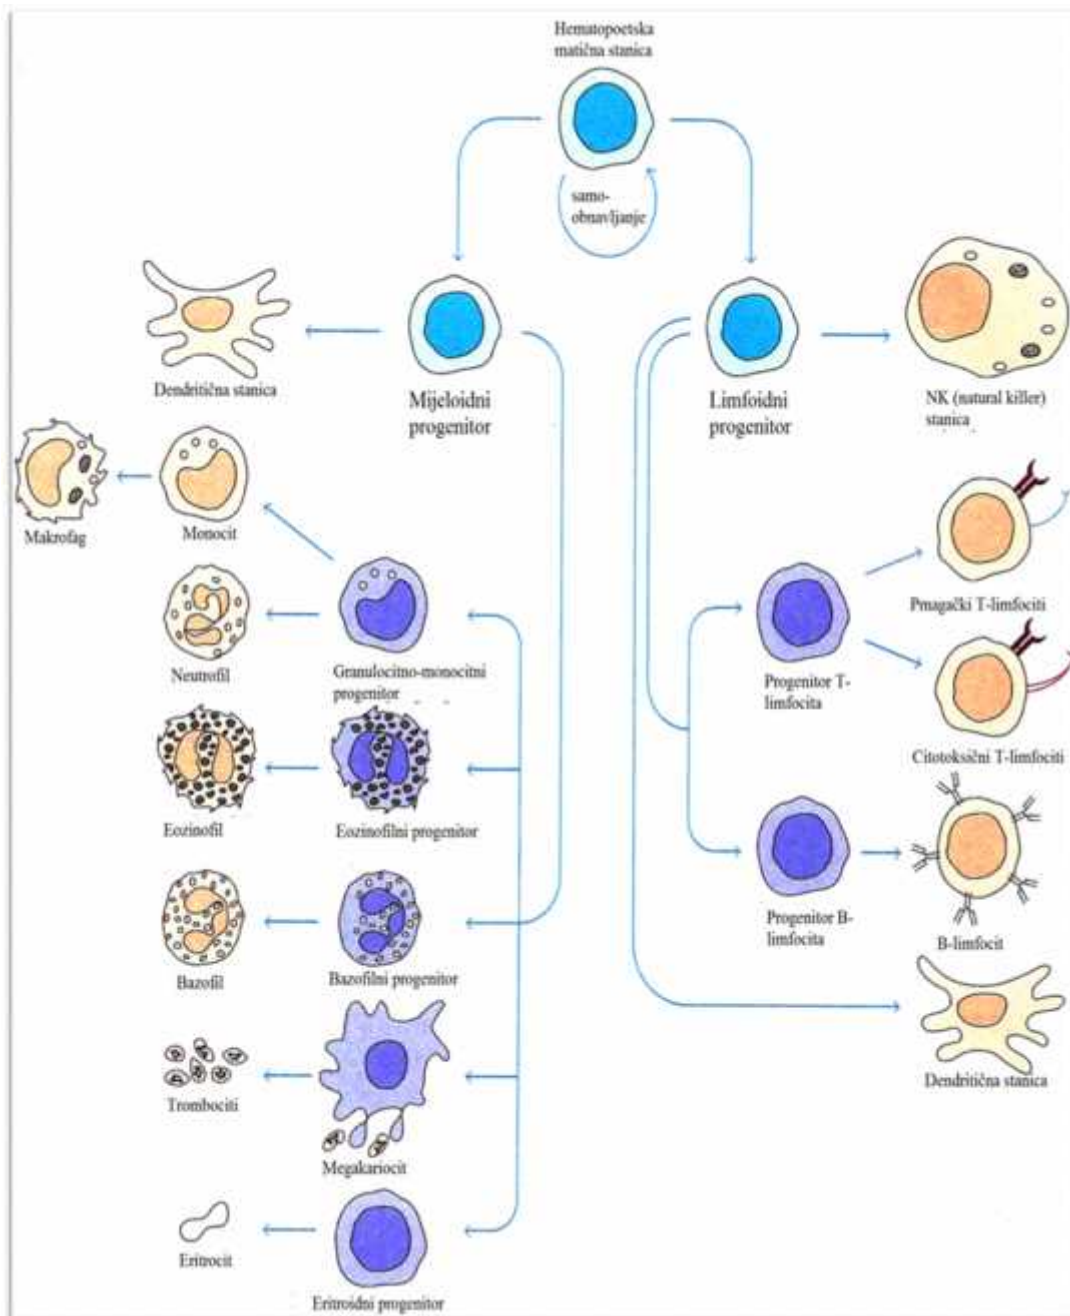 Hematopoetska
matična stanica
samo-
obnavljanje
Dendritična stanica
Mijeloidni
progenitor
Limfoidni
progenitor
NK (natural killer)
stanica
Makrofag
Monocit
Pmagački T-limfociti
Neutrofil
Granulocitno-monocitni
progenitor
Progenitor T-
limfocita
Citotoksični T-limfociti
Eozinofil
Eozinofilni progenitor
Progenitor B-
limfocita
B-limfocit
Bazofil
Bazofilni progenitor
Dendritična stanica
Trombociti
Megakariocit
Eritrocit
Eritroidni progenitor